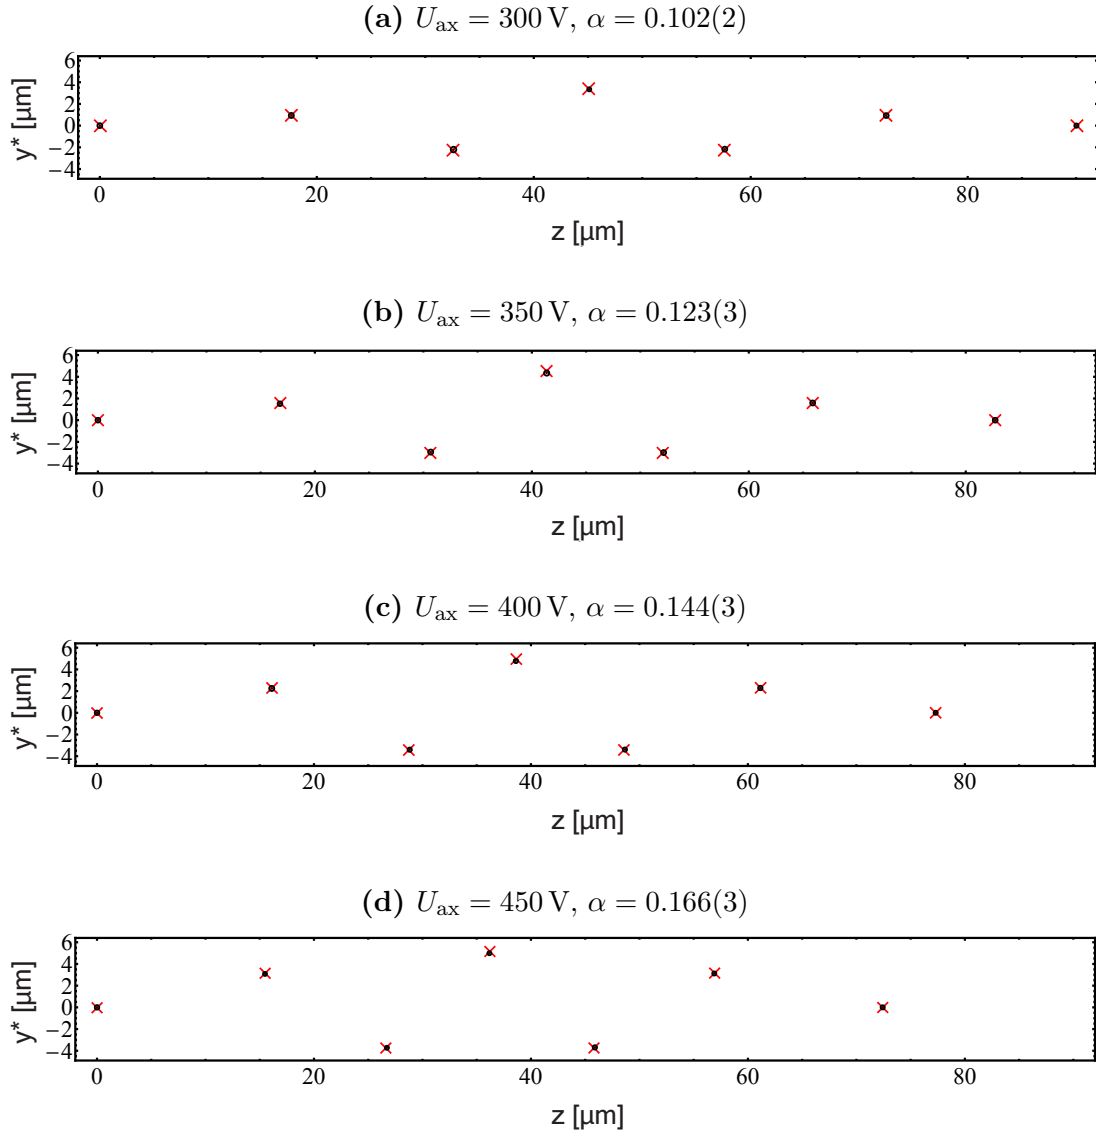 (a) U_ax = 300 V, α = 0.102(2)
6
4
2
0
−2
−4
y* [µm]
0 20 40 60 80
z [µm]
(b) U_ax = 350 V, α = 0.123(3)
6
4
2
0
−2
−4
y* [µm]
0 20 40 60 80
z [µm]
(c) U_ax = 400 V, α = 0.144(3)
6
4
2
0
−2
−4
y* [µm]
0 20 40 60 80
z [µm]
(d) U_ax = 450 V, α = 0.166(3)
6
4
2
0
−2
−4
y* [µm]
0 20 40 60 80
z [µm]